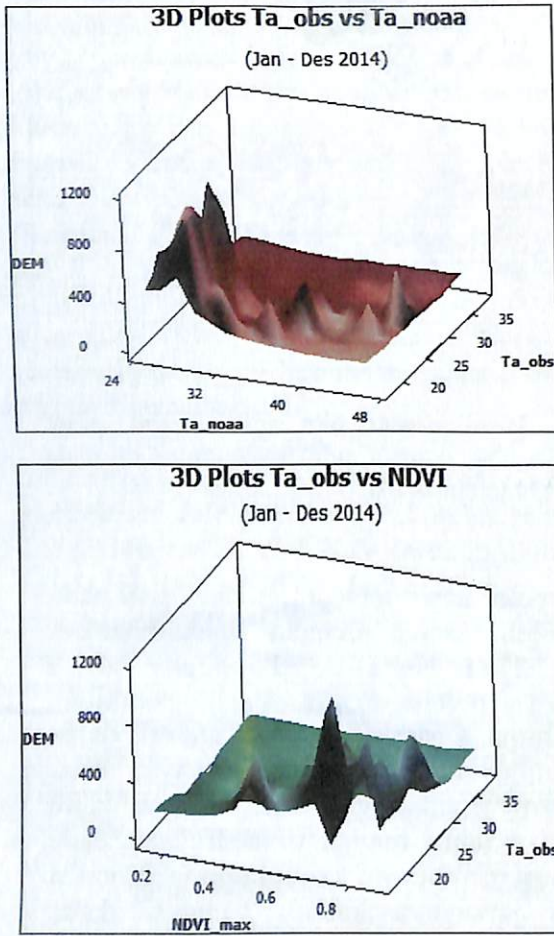 3D Plots Ta_obs vs Ta_noaa
(Jan - Des 2014)
1200
800
DEM
400
0
24
32
40
48
Ta_noaa
20
25
30
35
Ta_obs
3D Plots Ta_obs vs NDVI
(Jan - Des 2014)
1200
800
DEM
400
0
0.2
0.4
0.6
0.8
NDVI_max
20
25
30
35
Ta_obs